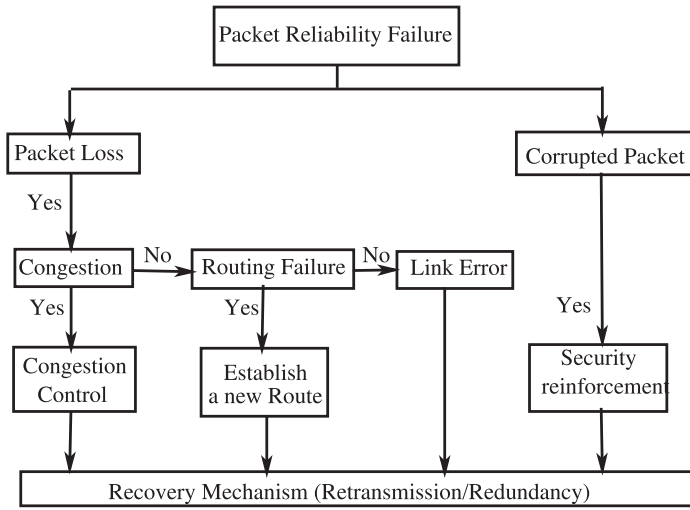 Packet Reliability Failure
Packet Loss
Corrupted Packet
Yes
Congestion
No
Routing Failure
No
Link Error
Yes
Yes
Yes
Congestion
Control
Establish
a new Route
Security
reinforcement
Recovery Mechanism (Retransmission/Redundancy)